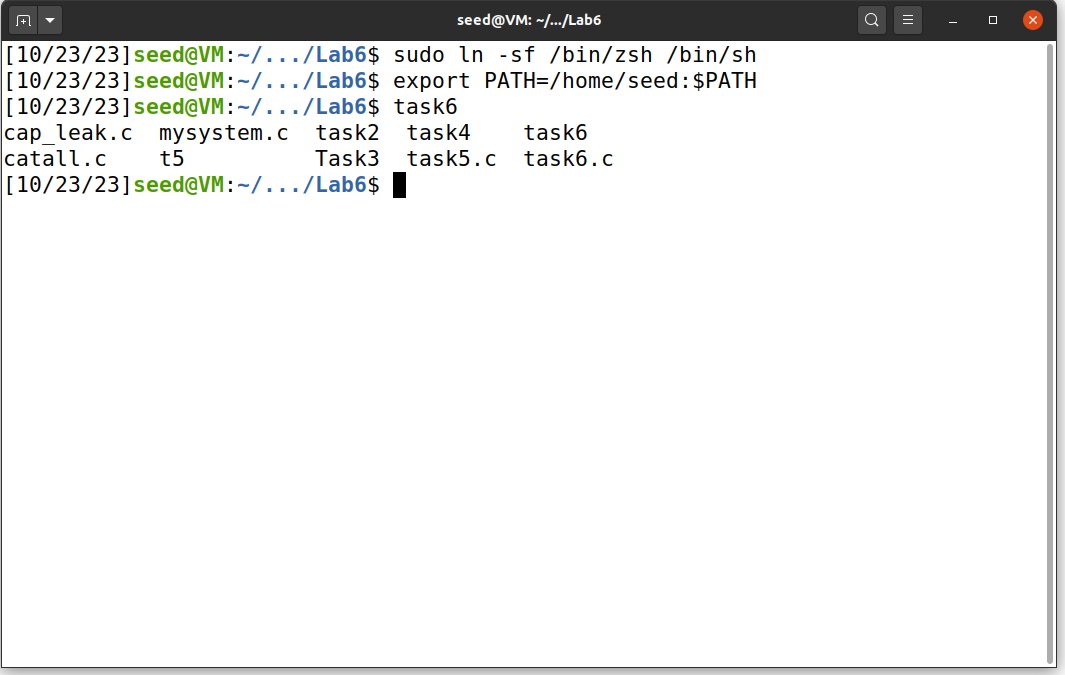 seed@VM: ~/.../Lab6
[10/23/23]seed@VM:~/.../Lab6$ sudo ln -sf /bin/zsh /bin/sh
[10/23/23]seed@VM:~/.../Lab6$ export PATH=/home/seed:$PATH
[10/23/23]seed@VM:~/.../Lab6$ task6
cap_leak.c  mysystem.c  task2  task4    task6
catall.c    t5          Task3  task5.c  task6.c
[10/23/23]seed@VM:~/.../Lab6$